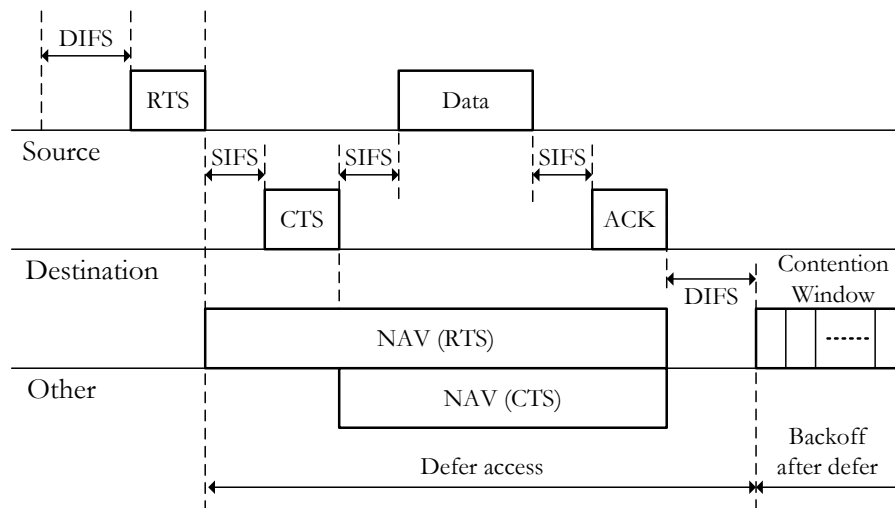 DIFS
RTS
Data
Source
SIFS
SIFS
SIFS
CTS
ACK
Destination
Contention
Window
DIFS
NAV (RTS)
Other
NAV (CTS)
Defer access
Backoff
after defer